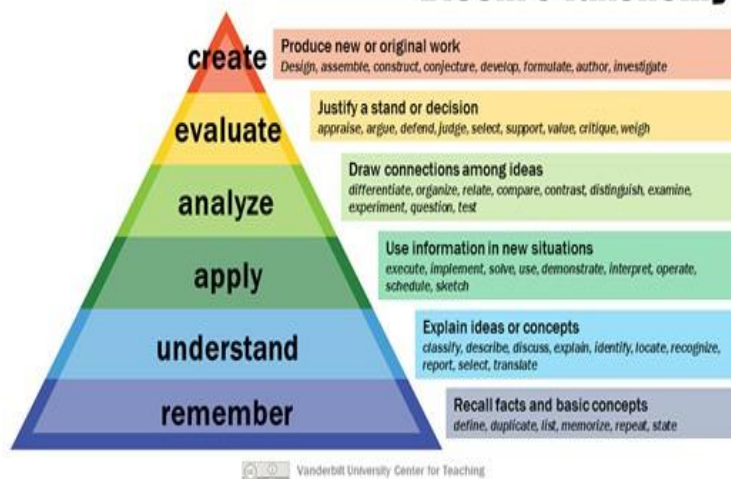 create
Produce new or original work
Design, assemble, construct, conjecture, develop, formulate, author, investigate
evaluate
Justify a stand or decision
appraise, argue, defend, judge, select, support, value, critique, weigh
analyze
Draw connections among ideas
differentiate, organize, relate, compare, contrast, distinguish, examine,
experiment, question, test
apply
Use information in new situations
execute, implement, solve, use, demonstrate, interpret, operate,
schedule, sketch
understand
Explain ideas or concepts
classify, describe, discuss, explain, identify, locate, recognize,
report, select, translate
remember
Recall facts and basic concepts
define, duplicate, list, memorize, repeat, state
Vanderbilt University Center for Teaching